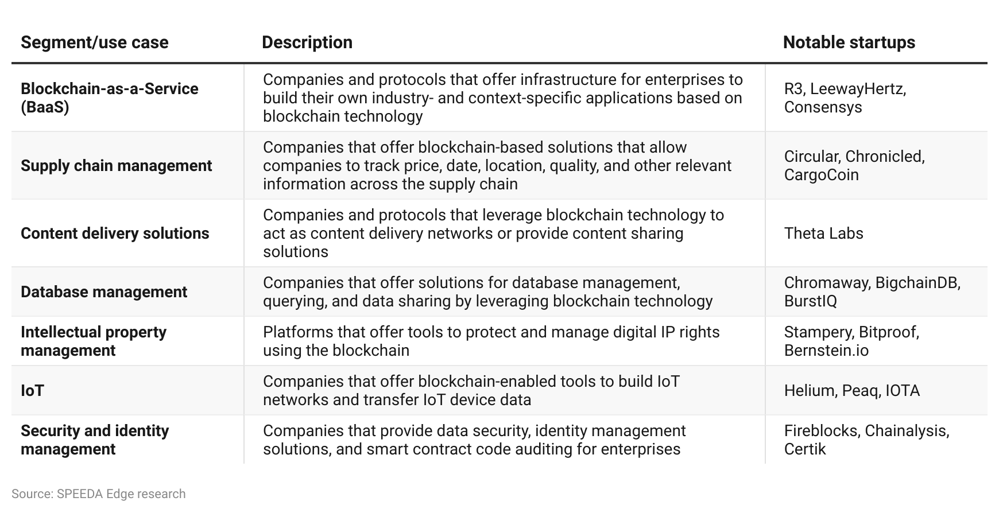 Segment/use case
Description
Notable startups
Blockchain-as-a-Service
(BaaS)
Companies and protocols that offer infrastructure for enterprises to
build their own industry- and context-specific applications based on
blockchain technology
R3, LeewayHertz,
Consensys
Supply chain management
Companies that offer blockchain-based solutions that allow
companies to track price, date, location, quality, and other relevant
information across the supply chain
Circular, Chronicled,
CargoCoin
Content delivery solutions
Companies and protocols that leverage blockchain technology to
act as content delivery networks or provide content sharing
solutions
Theta Labs
Database management
Companies that offer solutions for database management,
querying, and data sharing by leveraging blockchain technology
Chromaway, BigchainDB,
BurstIQ
Intellectual property
management
Platforms that offer tools to protect and manage digital IP rights
using the blockchain
Stampery, Bitproof,
Bernstein.io
IoT
Companies that offer blockchain-enabled tools to build IoT
networks and transfer IoT device data
Helium, Peaq, IOTA
Security and identity
management
Companies that provide data security, identity management
solutions, and smart contract code auditing for enterprises
Fireblocks, Chainalysis,
Certik
Source: SPEEDA Edge research